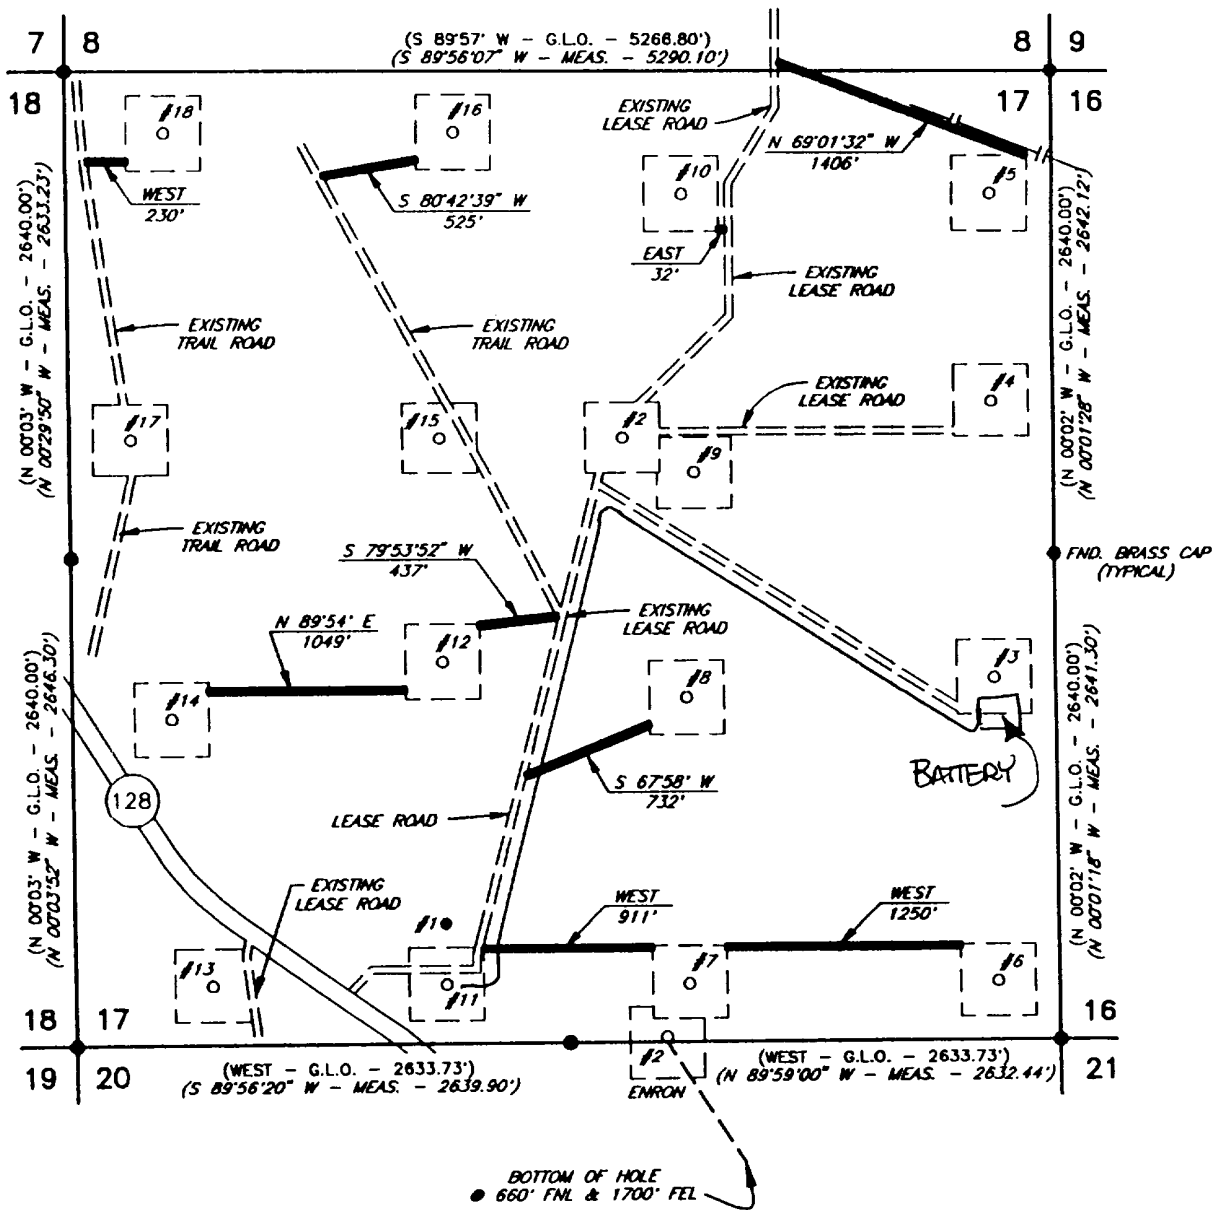 (S 89°57' W - G.L.O. - 5266.80')
(S 89°56'07" W - MEAS. - 5290.10')
7 8
8 9
18
17 16
#18
#16
EXISTING
LEASE ROAD
N 69°01'32" W
1406'
#10
#5
WEST
230'
S 80°42'39" W
525'
EAST
32'
(N 00°03' W - G.L.O. - 2640.00')
(N 00°29'50" W - MEAS. - 2633.23')
(N 00°02' W - G.L.O. - 2640.00')
(N 00°01'28" W - MEAS. - 2642.12')
EXISTING
LEASE ROAD
EXISTING
TRAIL ROAD
EXISTING
TRAIL ROAD
EXISTING
LEASE ROAD
#4
#17
#15
#2
#9
EXISTING
TRAIL ROAD
S 79°53'52" W
437'
FND. BRASS CAP
(TYPICAL)
N 89°54' E
1049'
EXISTING
LEASE ROAD
#12
#3
#14
#8
(N 00°03' W - G.L.O. - 2640.00')
(N 00°03'52" W - MEAS. - 2646.30')
(N 00°02' W - G.L.O. - 2640.00')
(N 00°01'18" W - MEAS. - 2641.30')
BATTERY
S 67°58' W
732'
128
LEASE ROAD
EXISTING
LEASE ROAD
WEST
911'
WEST
1250'
#1
#13
#11
#7
#6
18 17
16
19 20
21
(WEST - G.L.O. - 2633.73')
(S 89°56'20" W - MEAS. - 2639.90')
#2
ENRON
(WEST - G.L.O. - 2633.73')
(N 89°59'00" W - MEAS. - 2632.44')
BOTTOM OF HOLE
660' FNL & 1700' FEL